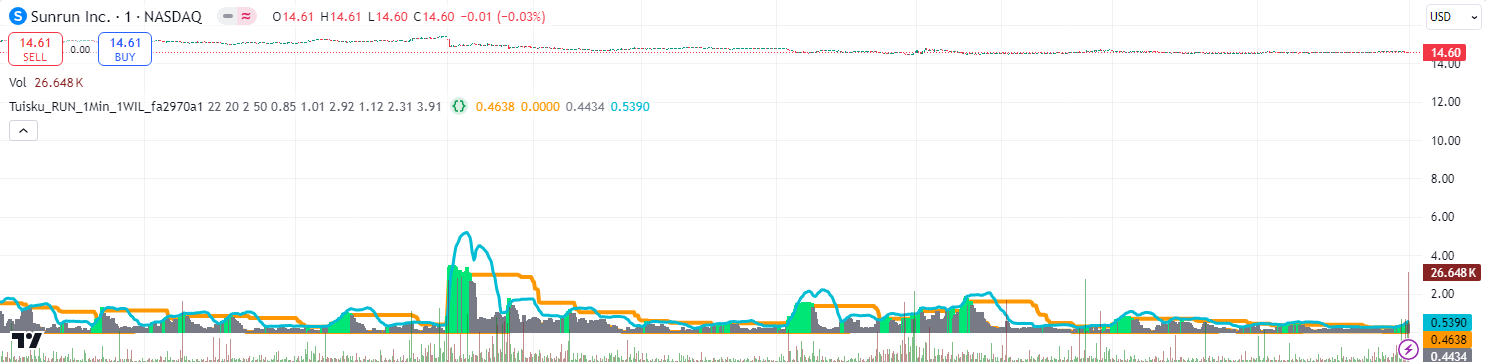 S Sunrun Inc. · 1 · NASDAQ O14.61 H14.61 L14.60 C14.60 −0.01 (−0.03%)
USD
14.61 SELL 0.00 14.61 BUY
Vol 26.648 K
Tuisku_RUN_1Min_1WIL_fa2970a1 22 20 2 50 0.85 1.01 2.92 1.12 2.31 3.91 {} 0.4638 0.0000 0.4434 0.5390
14.60
14.00
12.00
10.00
8.00
6.00
4.00
26.648 K
2.00
0.5390
0.4638
0.4434